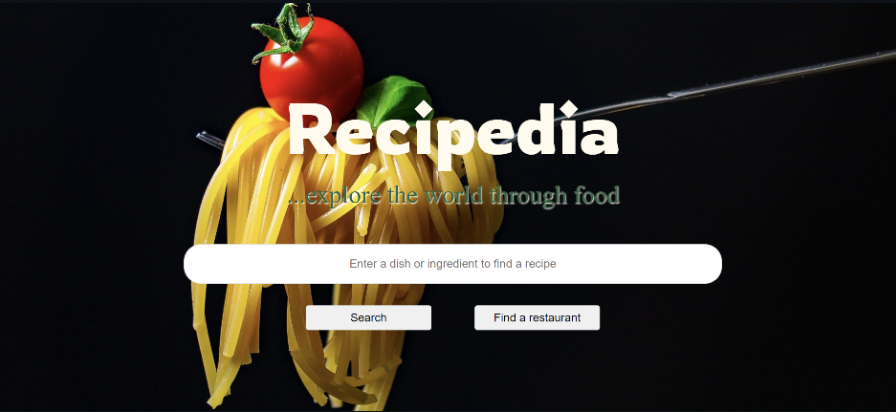 Recipedia
...explore the world through food
Enter a dish or ingredient to find a recipe
Search
Find a restaurant